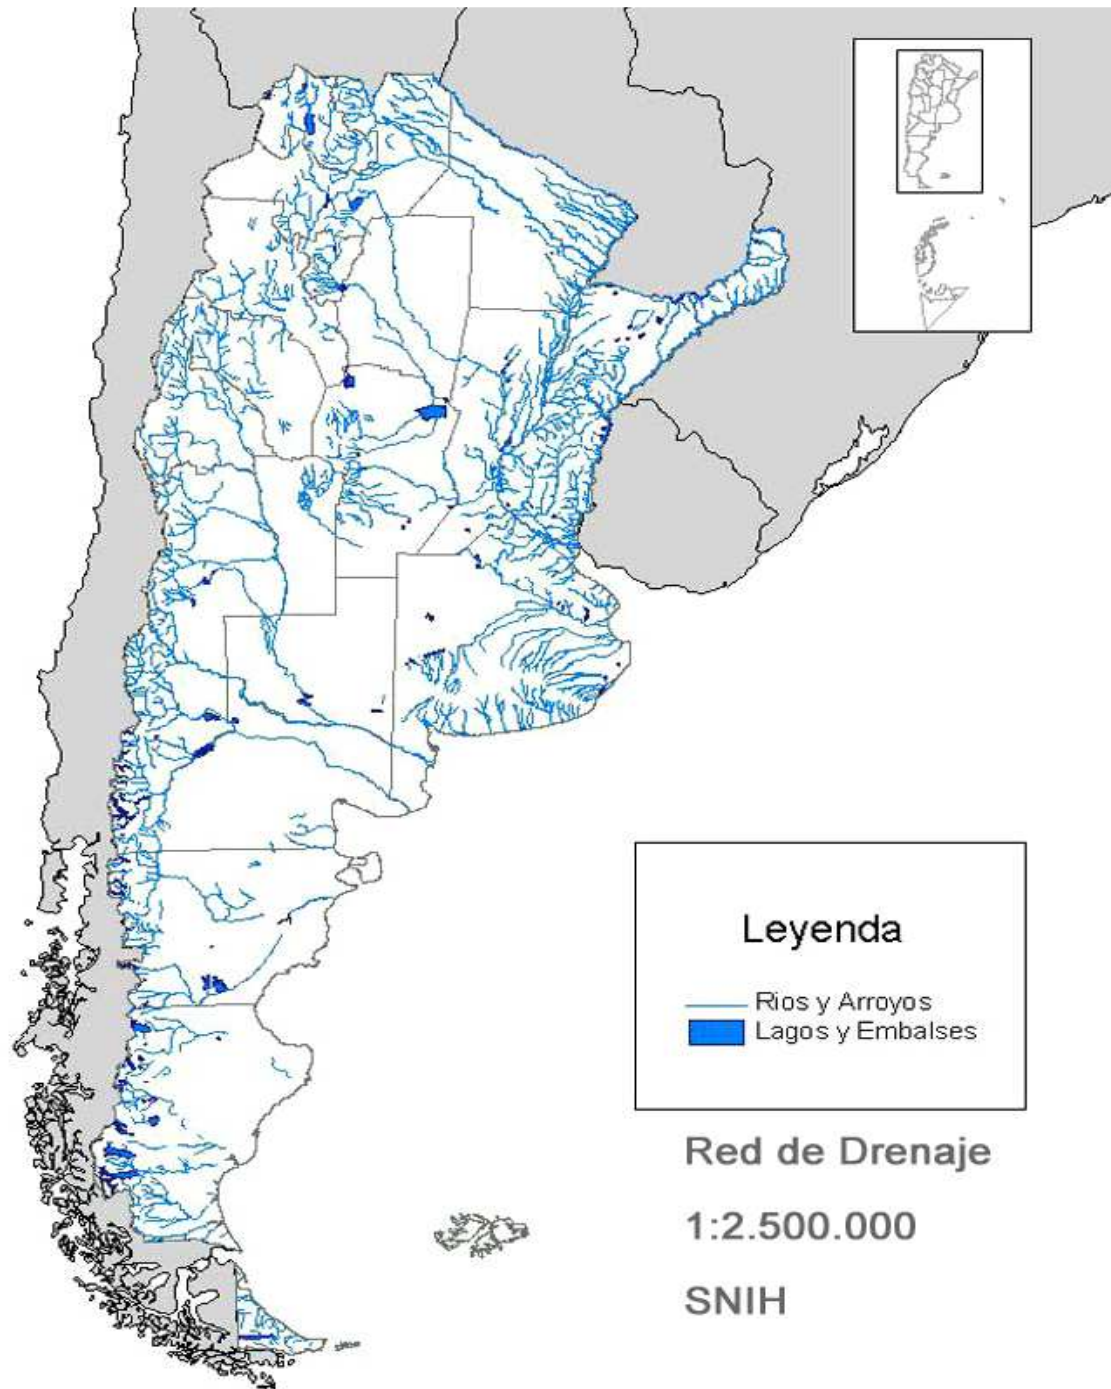 Leyenda
Rios y Arroyos
Lagos y Embalses
Red de Drenaje
1:2.500.000
SNIH